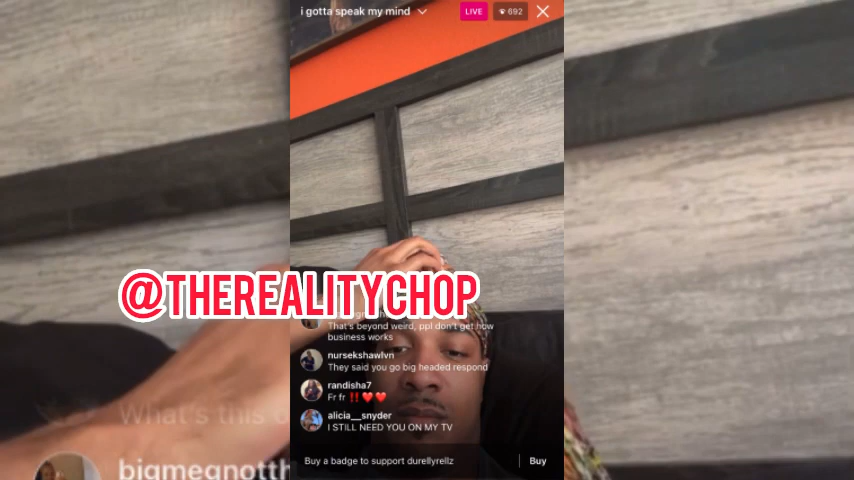 i gotta speak my mind
LIVE
692
@THEREALITYCHOP
That's beyond weird, ppl don't get how
business works
nursekshawlvn
They said you go big headed respond
randisha7
Fr fr ‼️❤️❤️
alicia__snyder
I STILL NEED YOU ON MY TV
What's this
bigmegnotth
Buy a badge to support durellyrellz
Buy